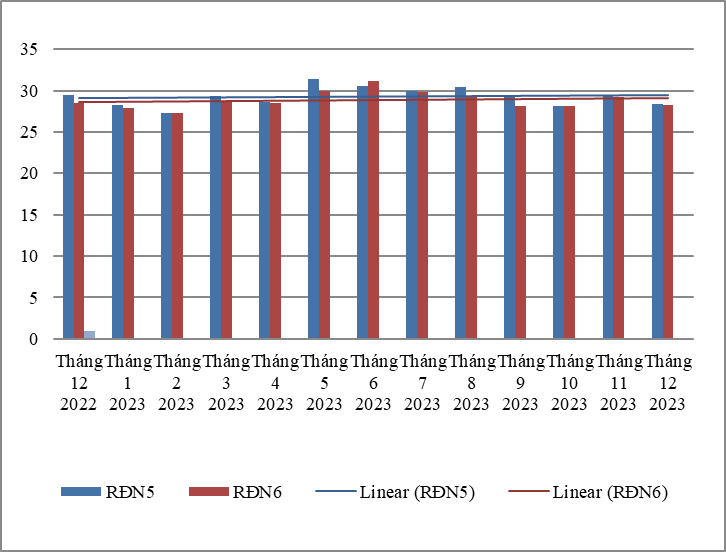 35
30
25
20
15
10
5
0
Tháng Tháng Tháng Tháng Tháng Tháng Tháng Tháng Tháng Tháng Tháng Tháng Tháng
12 1 2 3 4 5 6 7 8 9 10 11 12
2022 2023 2023 2023 2023 2023 2023 2023 2023 2023 2023 2023 2023
RĐN5 RĐN6 Linear (RĐN5) Linear (RĐN6)